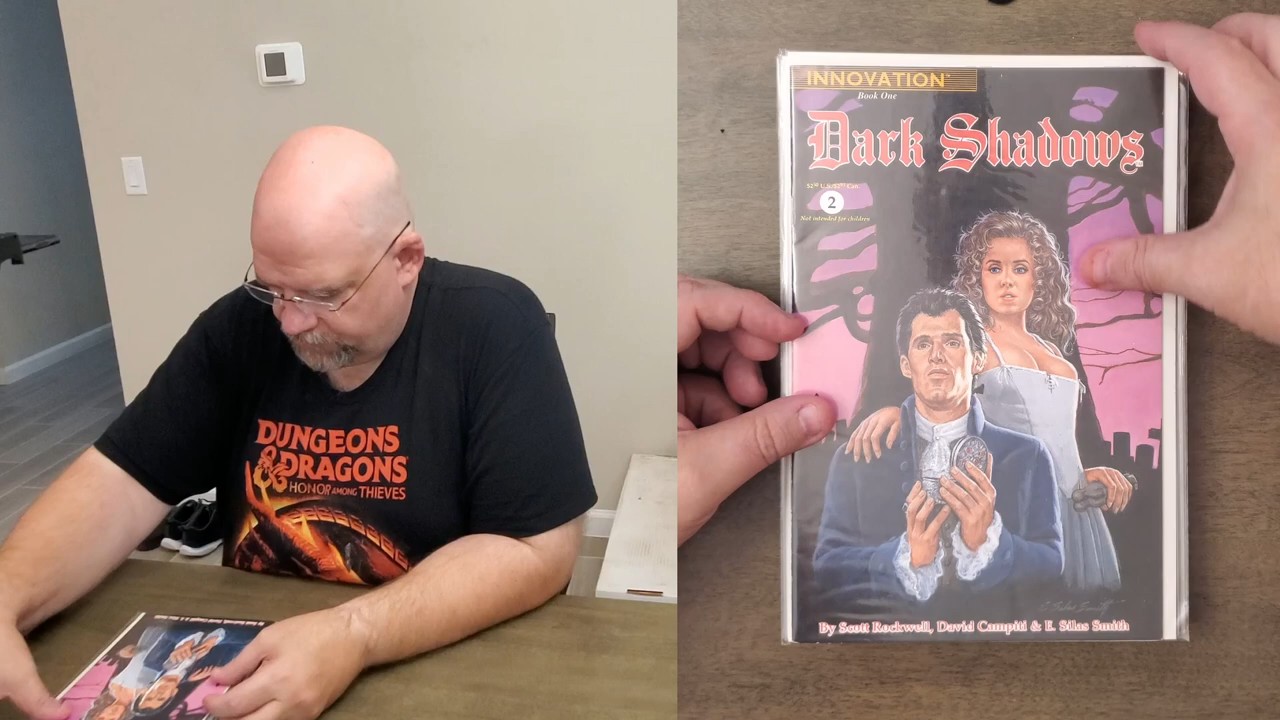 DUNGEONS
& DRAGONS
HONOR AMONG THIEVES
INNOVATION™
Book One
Dark Shadows
2
Not intended for children
By Scott Rockwell, David Campiti & E. Silas Smith